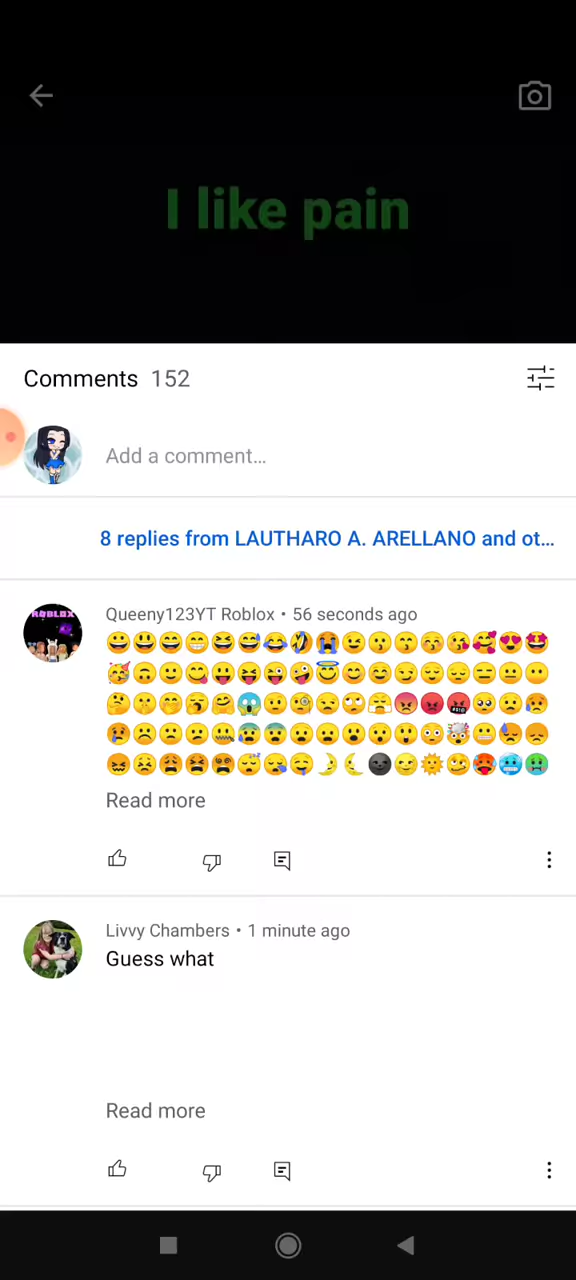 I like pain
Comments 152
Add a comment...
8 replies from LAUTHARO A. ARELLANO and ot...
ROBLOX
Queeny123YT Roblox • 56 seconds ago
😀😃😄😁😆😅😂🤣😭😉😗😙😚😘🥰😍🤩
🥳🙃🙂😋😛😝😜🤪😇😊☺️😏😌😔😑😐😶
🤔🤫🤭🥱🤗😱🤨🧐😒🙄😤😠😡🤬🥺😟😥
😢☹️🙁😕🤐😰😨😧😦😮😯😲😳🤯😬😓😞
😖😣😩😫😵😴😪🤤🌛🌜🌚😼🌞🥴🥵🥶🤢
Read more
Livvy Chambers • 1 minute ago
Guess what
Read more